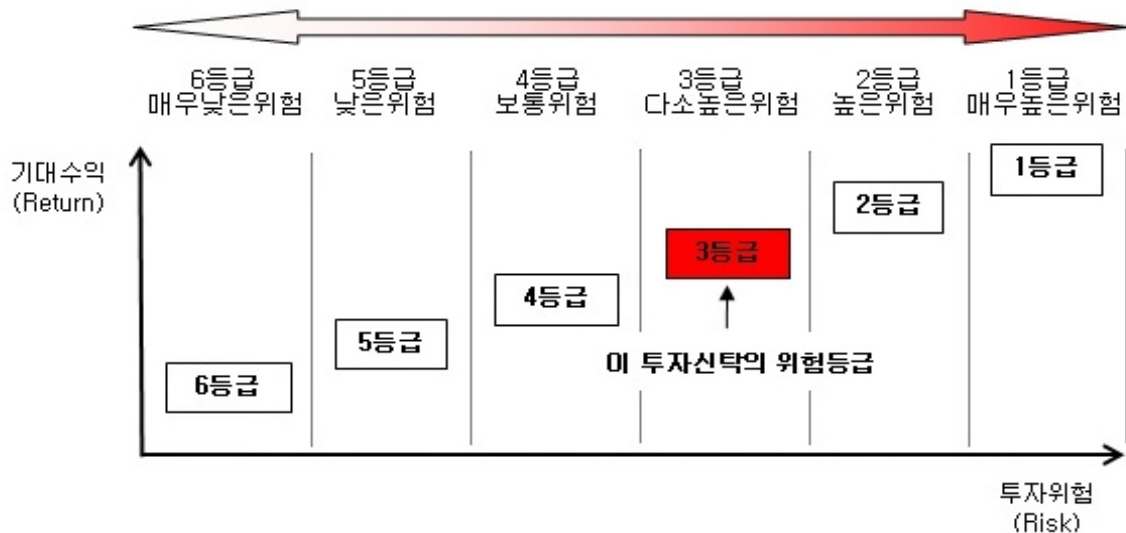 6등급 5등급 4등급 3등급 2등급 1등급
매우낮은위험 낮은위험 보통위험 다소높은위험 높은위험 매우높은위험
기대수익
(Return)
1등급
2등급
3등급
4등급
5등급
이 투자신탁의 위험등급
6등급
투자위험
(Risk)